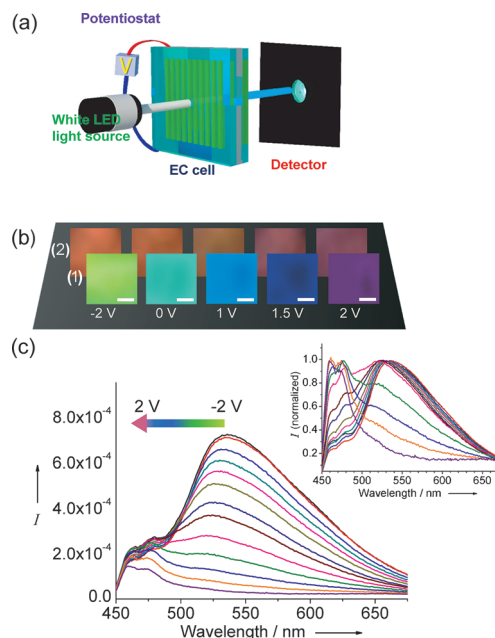 (a)
Potentiostat
V
White LED
light source
EC cell
Detector
(b)
(2)
(1)
-2 V
0 V
1 V
1.5 V
2 V
(c)
2 V
-2 V
8.0x10-4
6.0x10-4
4.0x10-4
2.0x10-4
0.0
I
450
500
550
600
650
Wavelength / nm
I (normalized)
1.0
0.8
0.6
0.4
0.2
450
500
550
600
650
Wavelength / nm